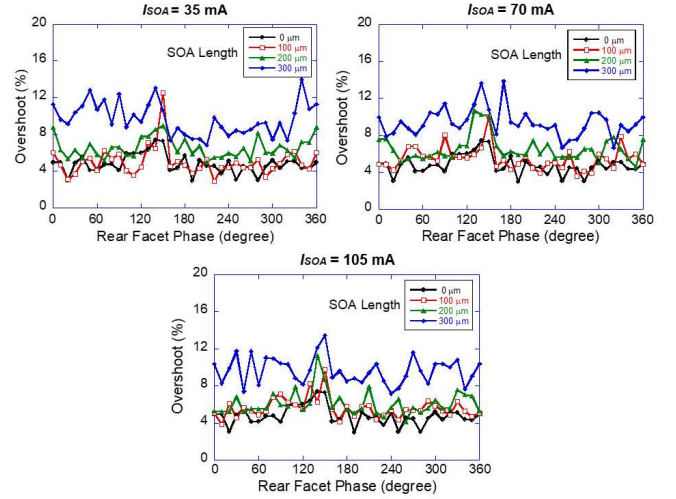 I_SOA = 35 mA
20
16
12
8
4
0
Overshoot (%)
SOA Length
0 μm
100 μm
200 μm
300 μm
0 60 120 180 240 300 360
Rear Facet Phase (degree)
I_SOA = 70 mA
20
16
12
8
4
0
Overshoot (%)
SOA Length
0 μm
100 μm
200 μm
300 μm
0 60 120 180 240 300 360
Rear Facet Phase (degree)
I_SOA = 105 mA
20
16
12
8
4
0
Overshoot (%)
SOA Length
0 μm
100 μm
200 μm
300 μm
0 60 120 180 240 300 360
Rear Facet Phase (degree)